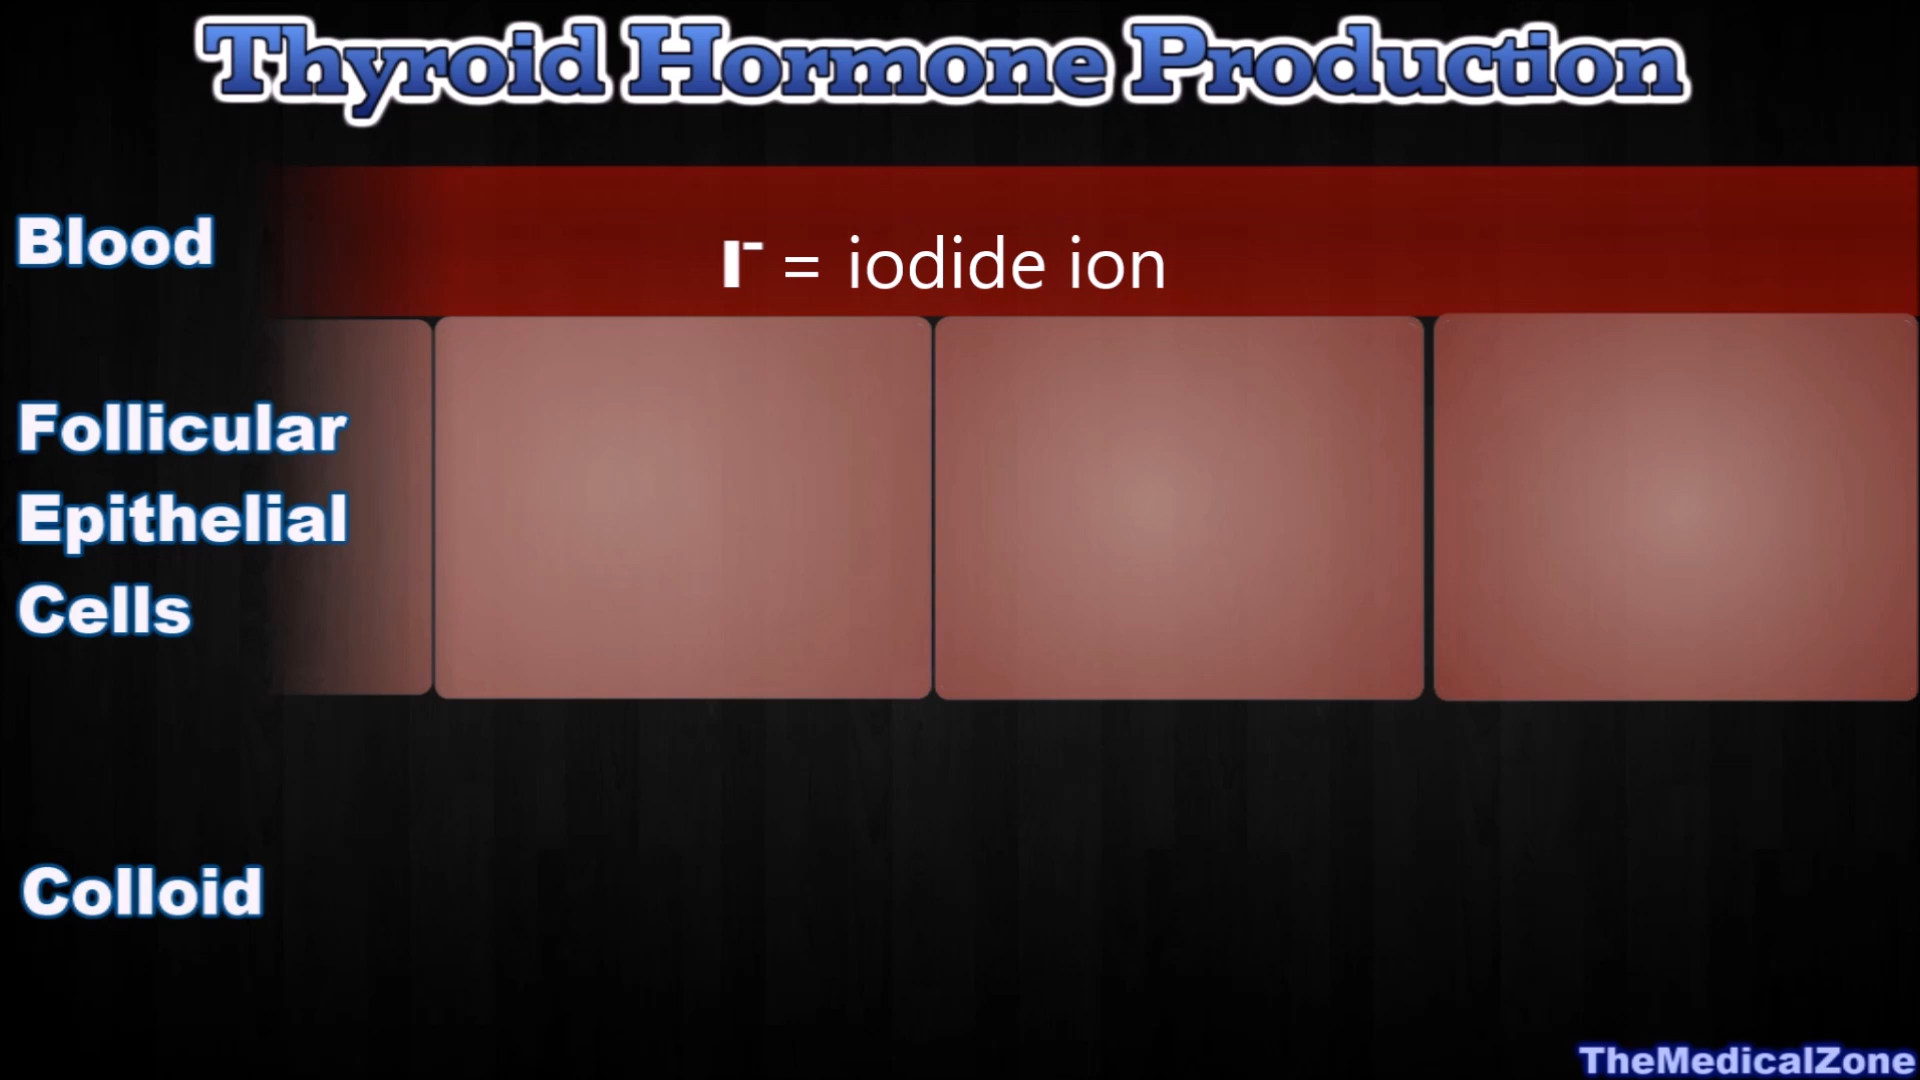 Thyroid Hormone Production
Blood
I⁻ = iodide ion
Follicular
Epithelial
Cells
Colloid
TheMedicalZone